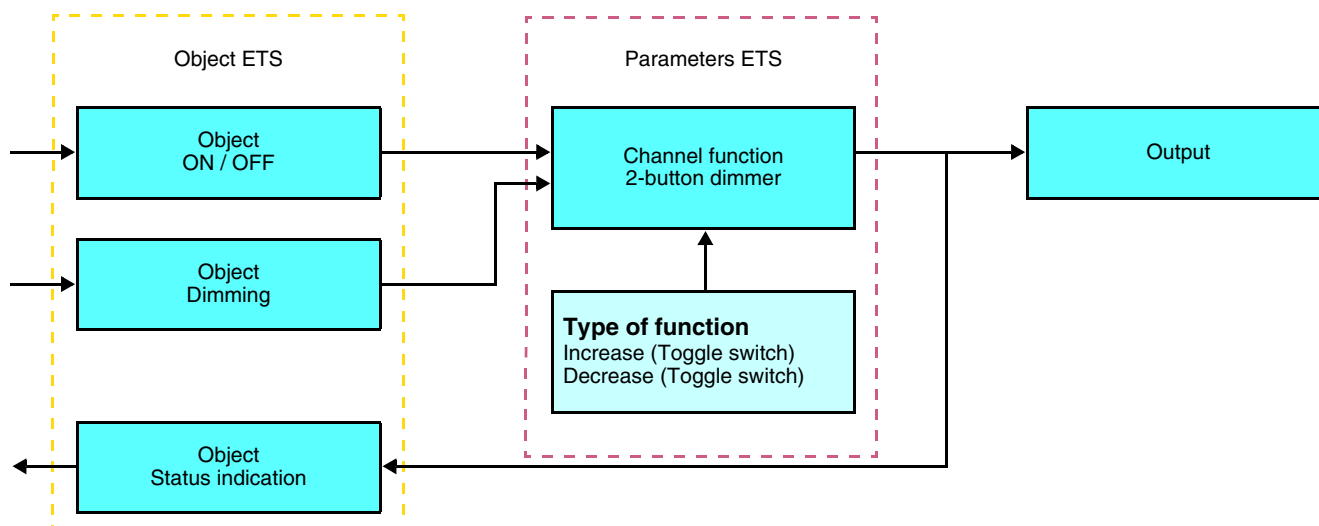 Object ETS
Parameters ETS
Object
ON / OFF
Channel function
2-button dimmer
Output
Object
Dimming
Type of function
Increase (Toggle switch)
Decrease (Toggle switch)
Object
Status indication